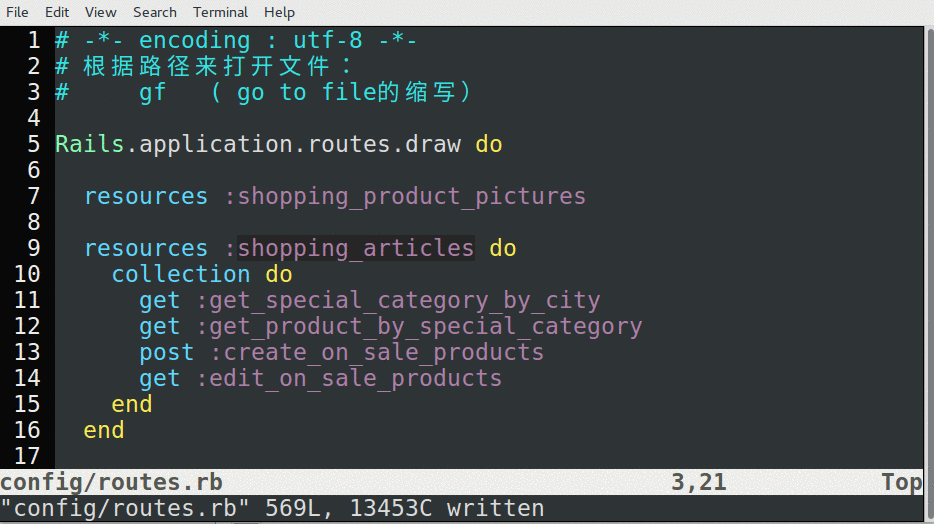 File Edit View Search Terminal Help
1 # -*- encoding : utf-8 -*-
2 # 根据路径来打开文件：
3 #     gf   ( go to file的缩写)
4
5 Rails.application.routes.draw do
6
7   resources :shopping_product_pictures
8
9   resources :shopping_articles do
10     collection do
11       get :get_special_category_by_city
12       get :get_product_by_special_category
13       post :create_on_sale_products
14       get :edit_on_sale_products
15     end
16   end
17
config/routes.rb 3,21 Top
"config/routes.rb" 569L, 13453C written